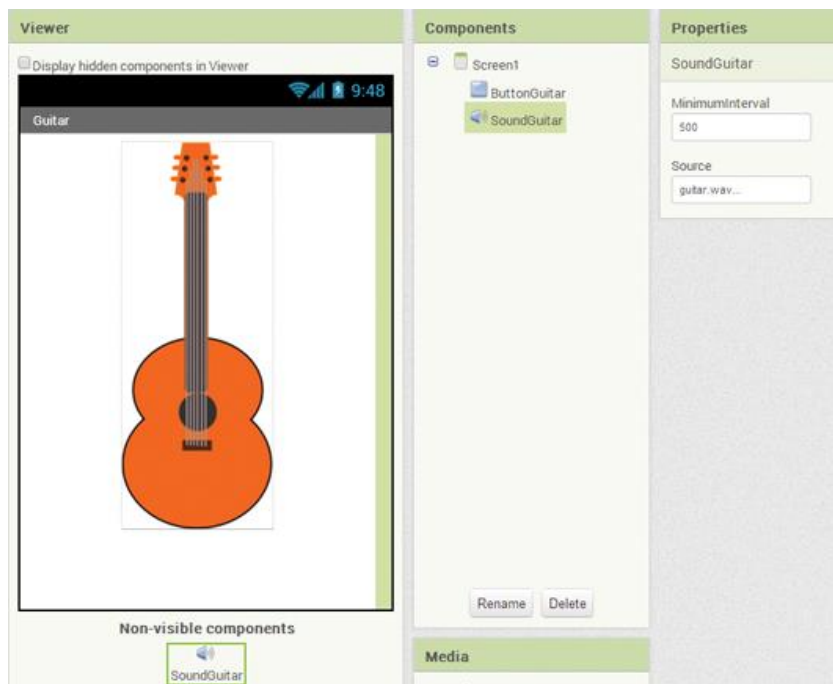 Viewer
Display hidden components in Viewer
9:48
Guitar
Non-visible components
SoundGuitar
Components
Screen1
ButtonGuitar
SoundGuitar
Rename
Delete
Media
Properties
SoundGuitar
MinimumInterval
500
Source
guitar.wav...